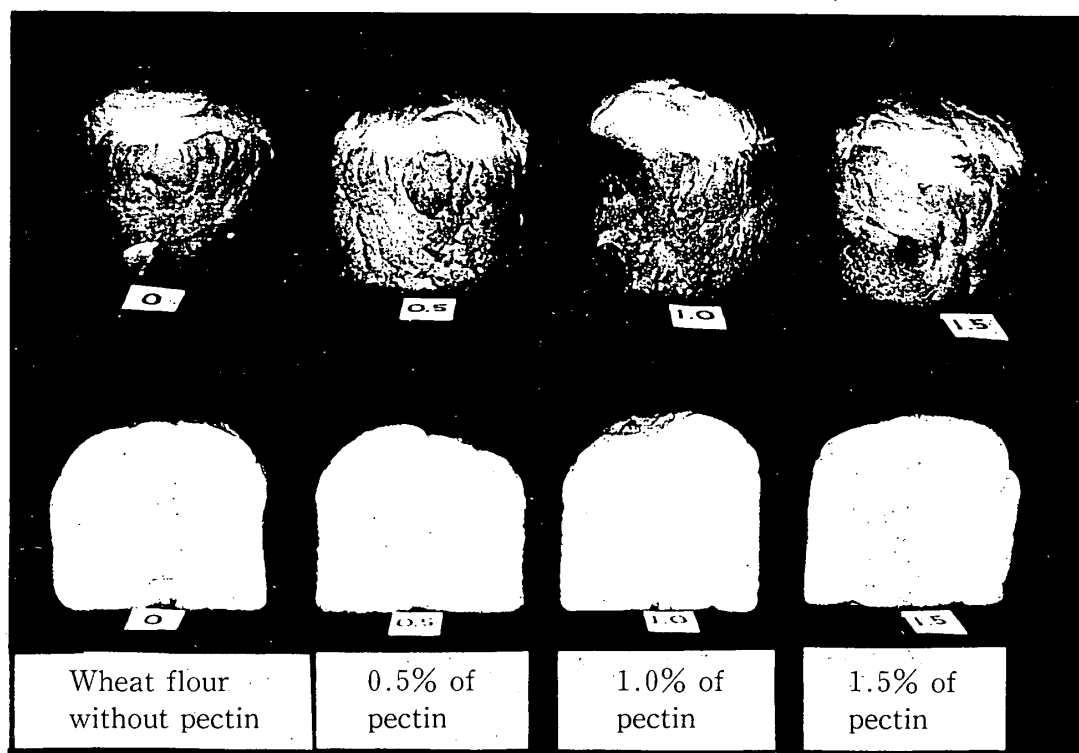 0
0.5
1.0
1.5
0
0.5
1.0
1.5
Wheat flour
without pectin
0.5% of
pectin
1.0% of
pectin
1.5% of
pectin